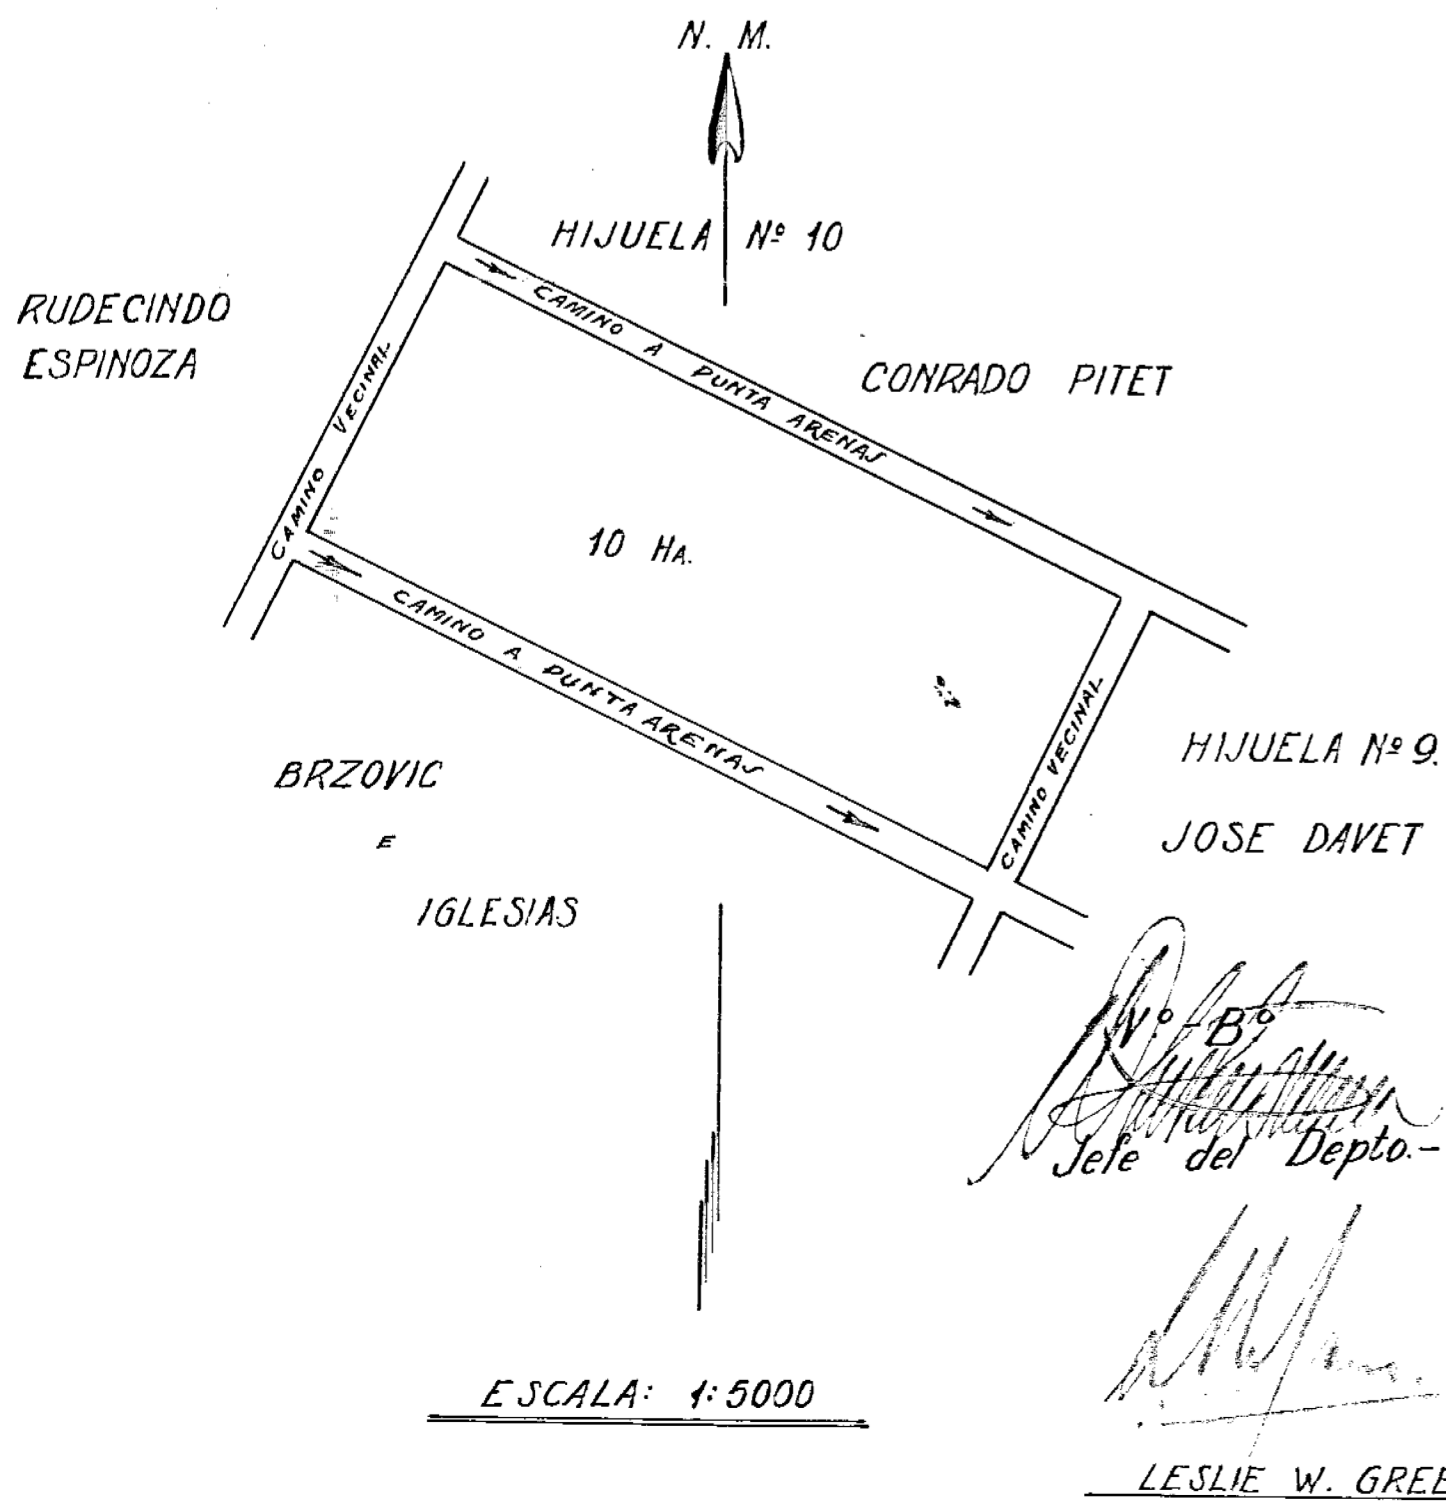 N. M.
HIJUELA Nº 10
RUDECINDO
ESPINOZA
CAMINO A PUNTA ARENAS
CONRADO PITET
CAMINO VECINAL
10 HA.
CAMINO A PUNTA ARENAS
CAMINO VECINAL
HIJUELA Nº 9.
JOSE DAVET
BRZOVIC
E
IGLESIAS
Vº-Bº
Jefe del Depto.-
ESCALA: 1:5000
LESLIE W. GREE